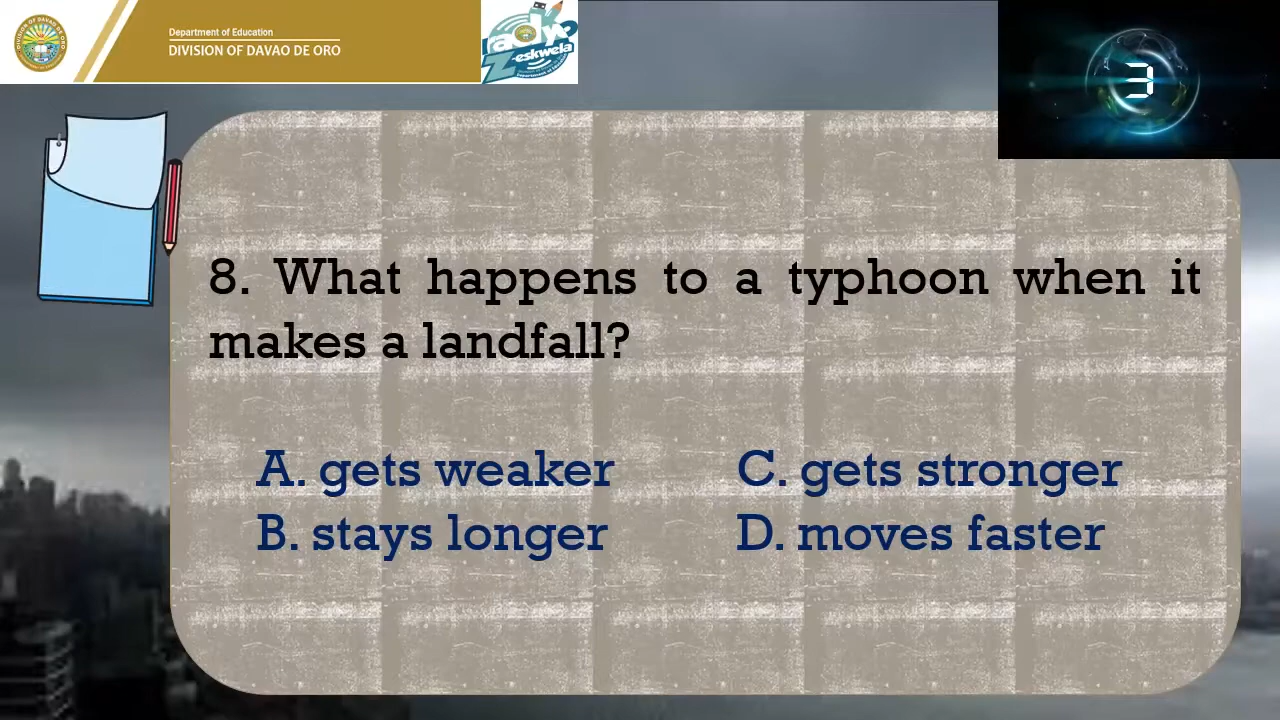 Department of Education
DIVISION OF DAVAO DE ORO
eskwela
3
8. What happens to a typhoon when it
makes a landfall?
A. gets weaker
C. gets stronger
B. stays longer
D. moves faster